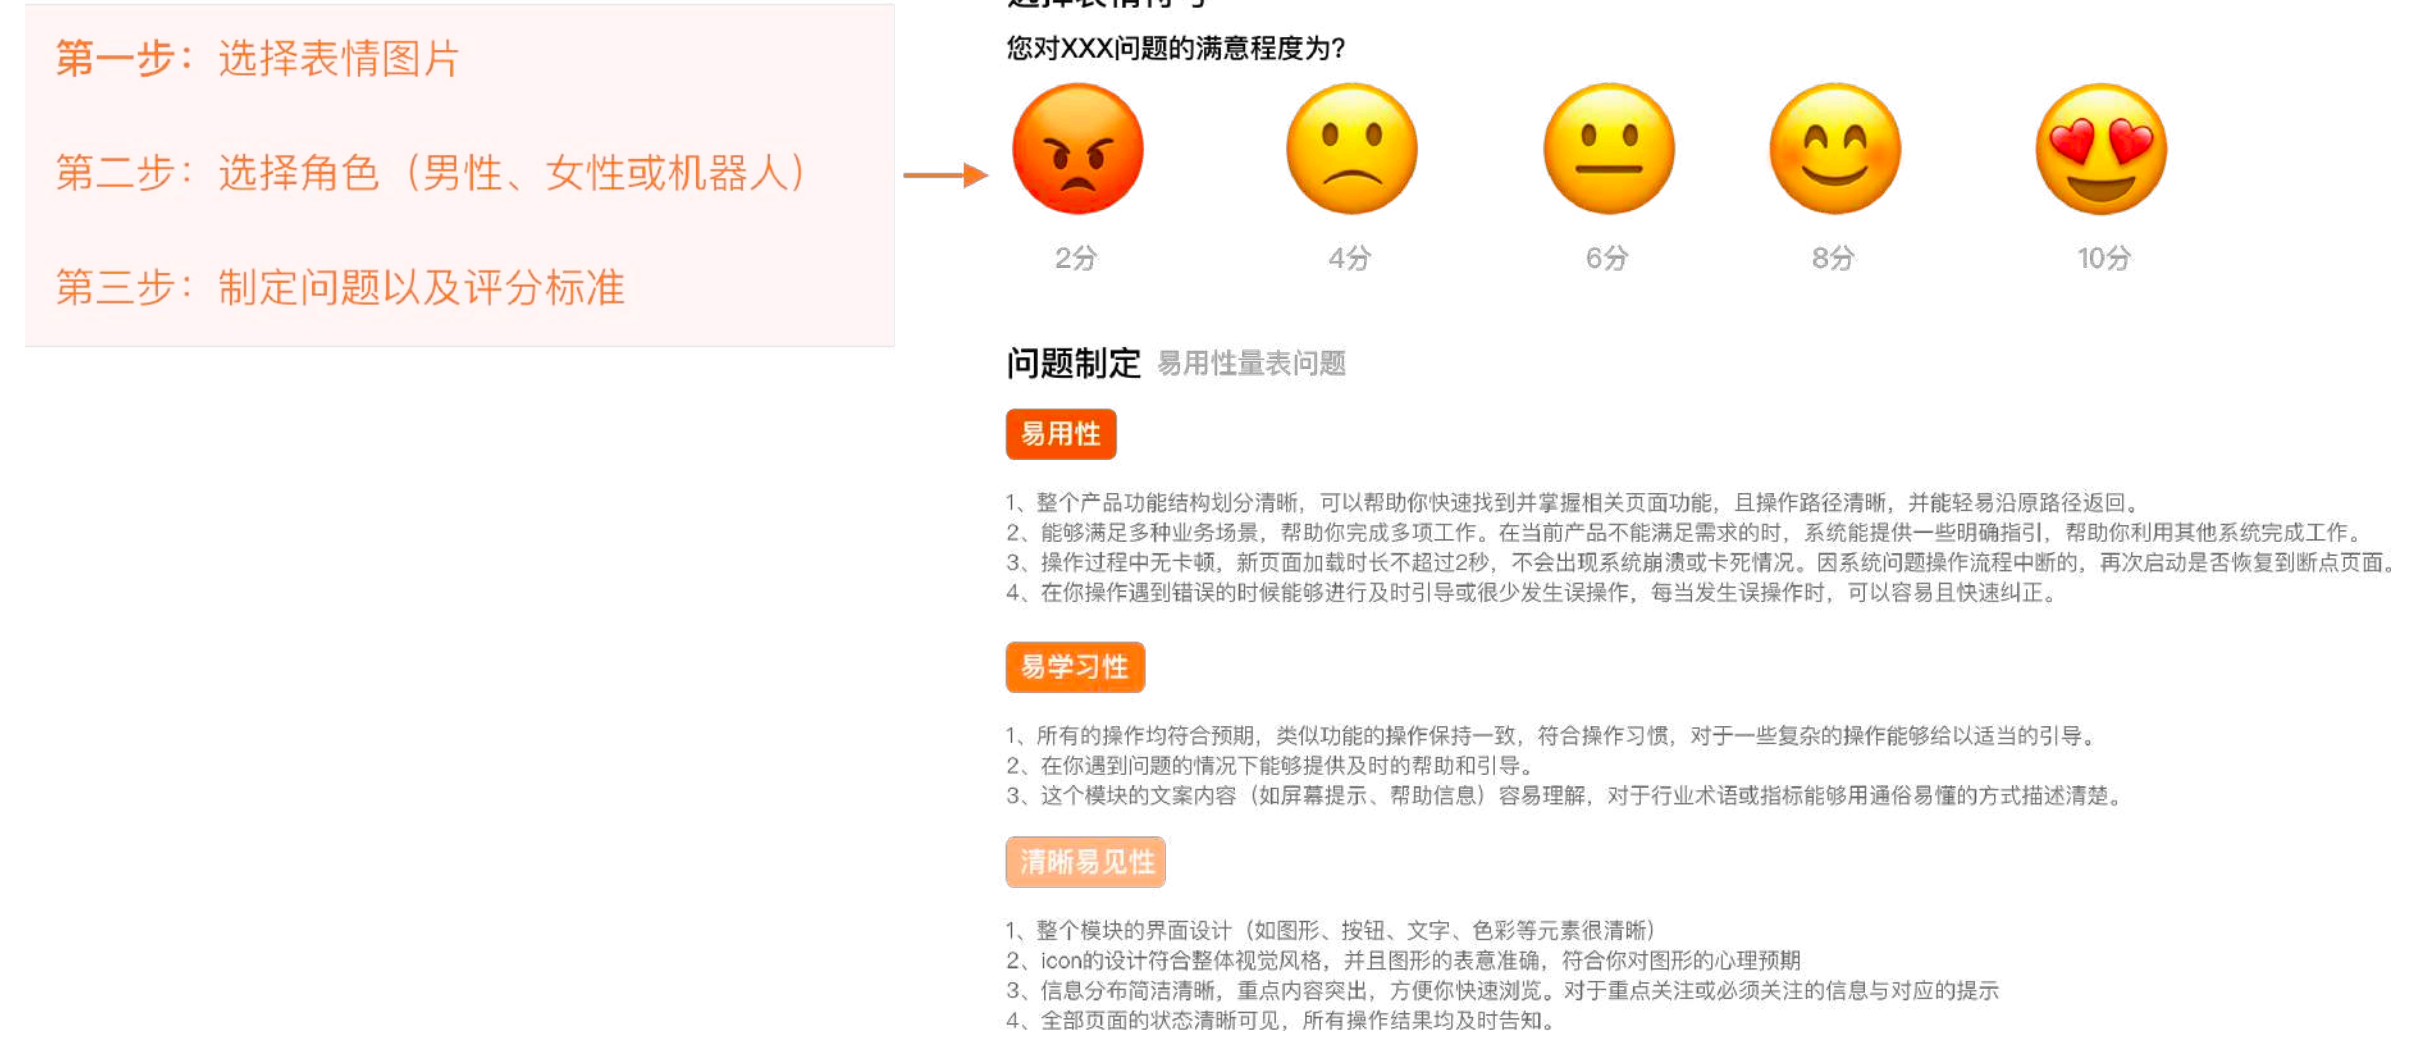 第一步：选择表情图片
第二步：选择角色（男性、女性或机器人）
第三步：制定问题以及评分标准
选择表情符号
您对XXX问题的满意程度为？
2分
4分
6分
8分
10分
问题制定 易用性量表问题
易用性
1、整个产品功能结构划分清晰，可以帮助你快速找到并掌握相关页面功能，且操作路径清晰，并能轻易沿原路径返回。
2、能够满足多种业务场景，帮助你完成多项工作。在当前产品不能满足需求的时，系统能提供一些明确指引，帮助你利用其他系统完成工作。
3、操作过程中无卡顿，新页面加载时长不超过2秒，不会出现系统崩溃或卡死情况。因系统问题操作流程中断的，再次启动是否恢复到断点页面。
4、在你操作遇到错误的时候能够进行及时引导或很少发生误操作，每当发生误操作时，可以容易且快速纠正。
易学习性
1、所有的操作均符合预期，类似功能的操作保持一致，符合操作习惯，对于一些复杂的操作能够给以适当的引导。
2、在你遇到问题的情况下能够提供及时的帮助和引导。
3、这个模块的文案内容（如屏幕提示、帮助信息）容易理解，对于行业术语或指标能够用通俗易懂的方式描述清楚。
清晰易见性
1、整个模块的界面设计（如图形、按钮、文字、色彩等元素很清晰）
2、icon的设计符合整体视觉风格，并且图形的表意准确，符合你对图形的心理预期
3、信息分布简洁清晰，重点内容突出，方便你快速浏览。对于重点关注或必须关注的信息与对应的提示
4、全部页面的状态清晰可见，所有操作结果均及时告知。